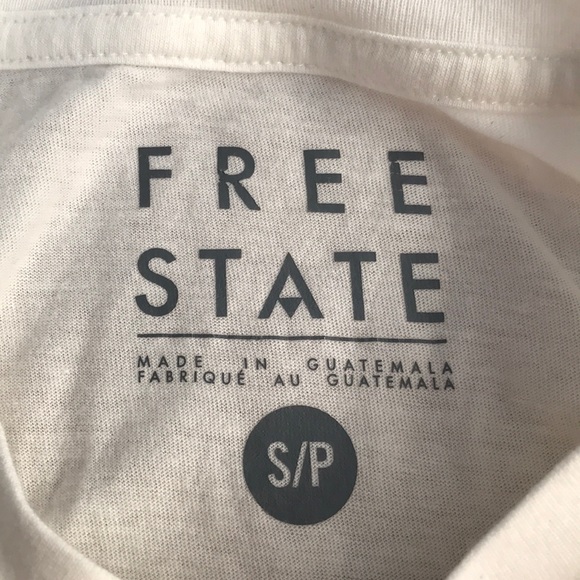 FREE
STATE
MADE IN GUATEMALA
FABRIQUÉ AU GUATEMALA
S/P